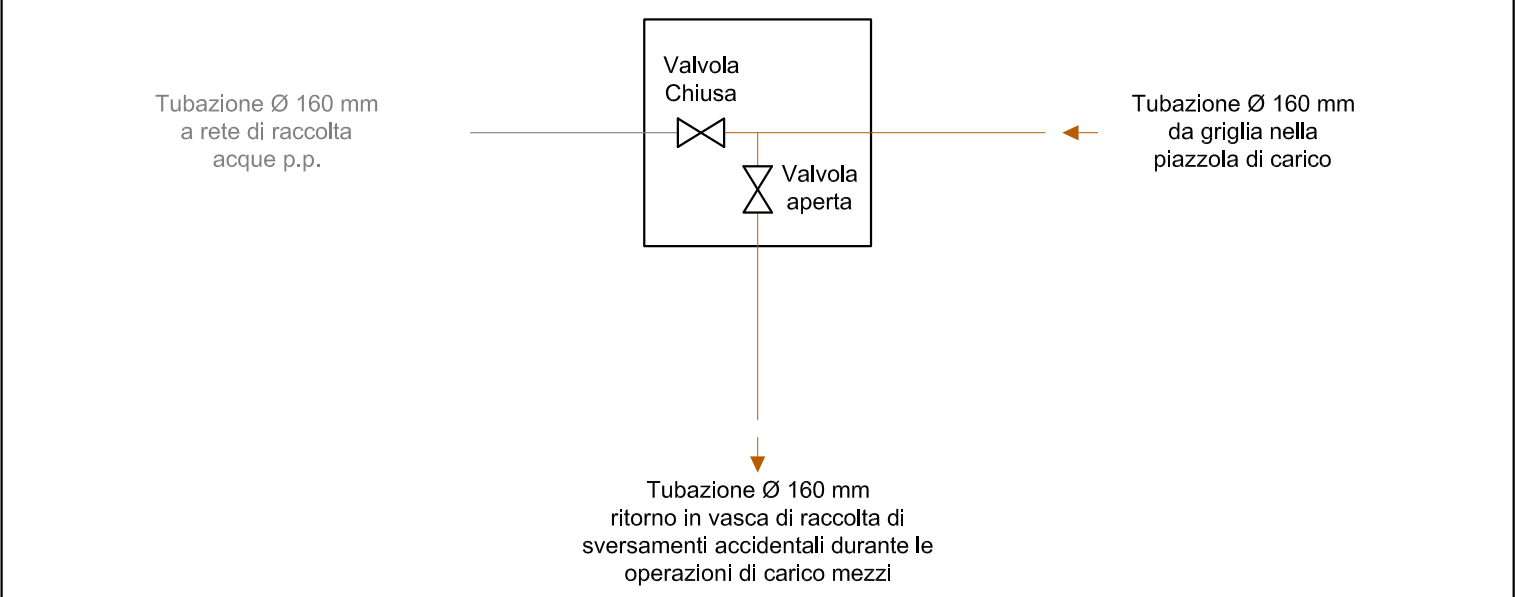 Valvola
Chiusa
Tubazione Ø 160 mm
a rete di raccolta
acque p.p.
Tubazione Ø 160 mm
da griglia nella
piazzola di carico
Valvola
aperta
Tubazione Ø 160 mm
ritorno in vasca di raccolta di
sversamenti accidentali durante le
operazioni di carico mezzi